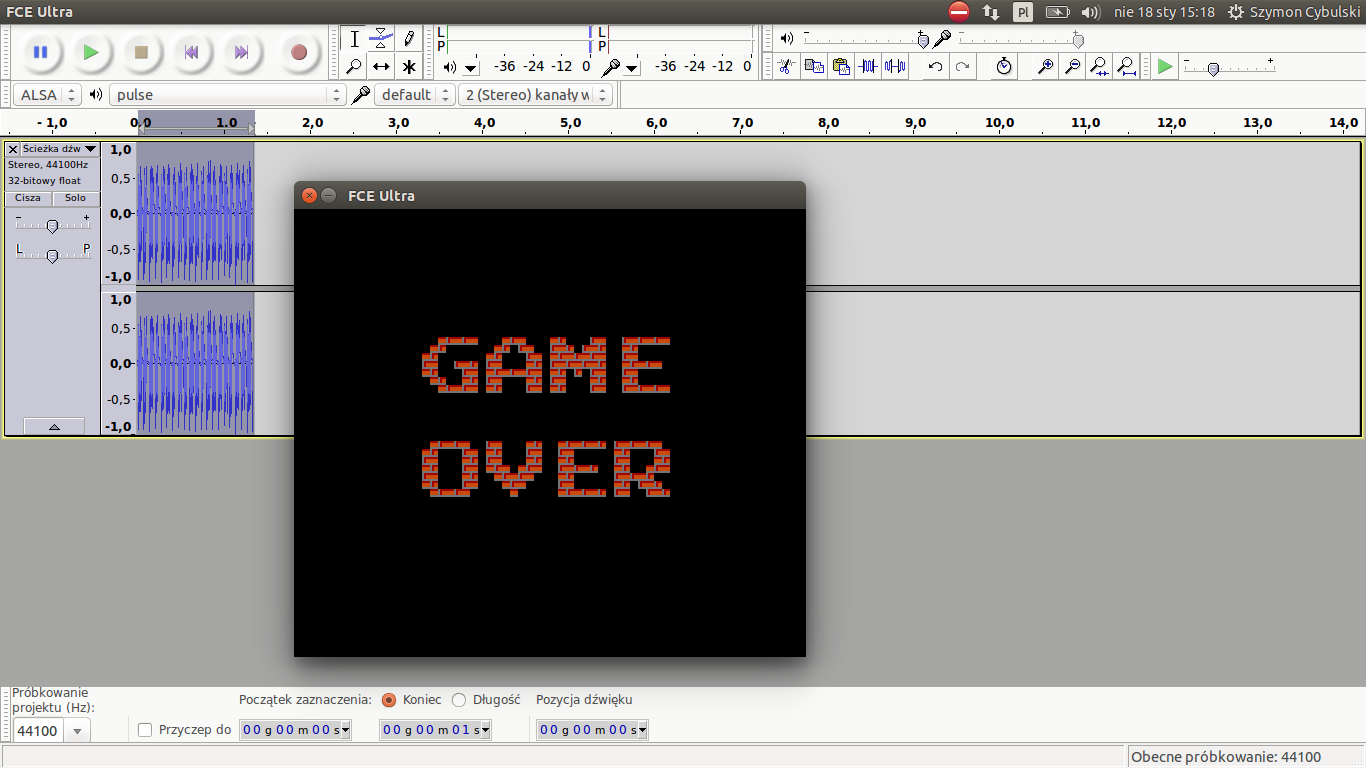 FCE Ultra
Pl
nie 18 sty 15:18
Szymon Cybulski
L
P
-36 -24 -12 0
L
P
-36 -24 -12 0
- +
- +
- +
ALSA
pulse
default
2 (Stereo) kanały w
- 1,0 0,0 1,0 2,0 3,0 4,0 5,0 6,0 7,0 8,0 9,0 10,0 11,0 12,0 13,0 14,0
Ścieżka dźw
Stereo, 44100Hz
32-bitowy float
Cisza Solo
- +
L P
1,0
0,5
0,0
-0,5
-1,0
1,0
0,5
0,0
-0,5
-1,0
FCE Ultra
GAME
OVER
Próbkowanie
projektu (Hz):
44100
Przyczep do
Początek zaznaczenia:
Koniec
Długość
Pozycja dźwięku
00 g 00 m 00 s
00 g 00 m 01 s
00 g 00 m 00 s
Obecne próbkowanie: 44100